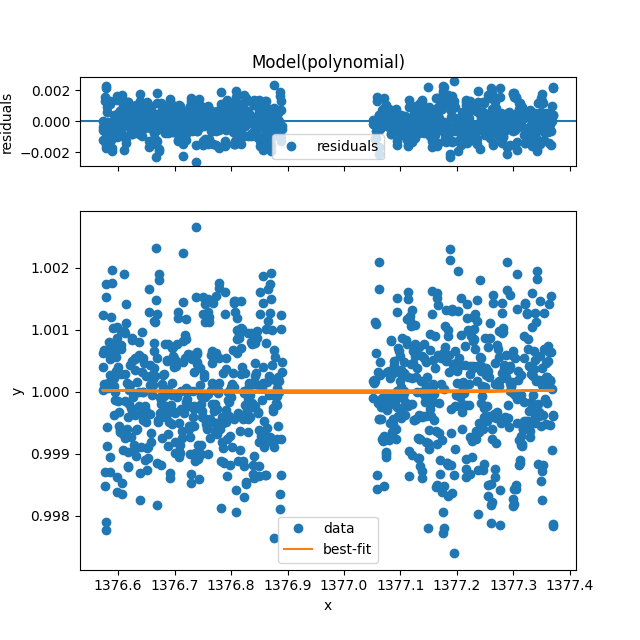 Model(polynomial)
residuals
0.002
0.000
−0.002
residuals
y
1.002
1.001
1.000
0.999
0.998
data
best-fit
1376.6 1376.7 1376.8 1376.9 1377.0 1377.1 1377.2 1377.3 1377.4
x